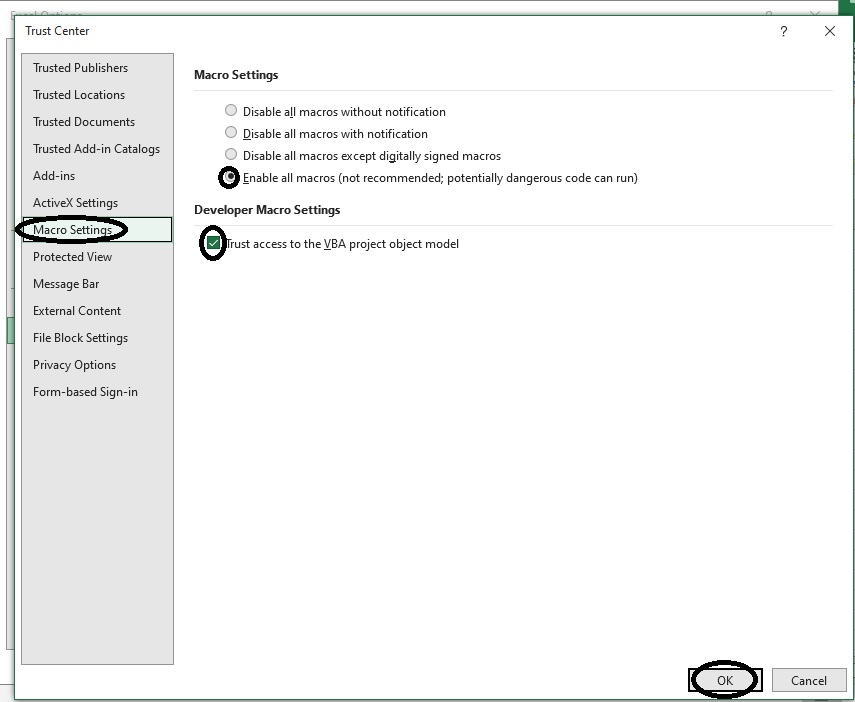 Excel Options
Trust Center
?
Trusted Publishers
Trusted Locations
Trusted Documents
Trusted Add-in Catalogs
Add-ins
ActiveX Settings
Macro Settings
Protected View
Message Bar
External Content
File Block Settings
Privacy Options
Form-based Sign-in
Macro Settings
Disable all macros without notification
Disable all macros with notification
Disable all macros except digitally signed macros
Enable all macros (not recommended; potentially dangerous code can run)
Developer Macro Settings
Trust access to the VBA project object model
OK
Cancel